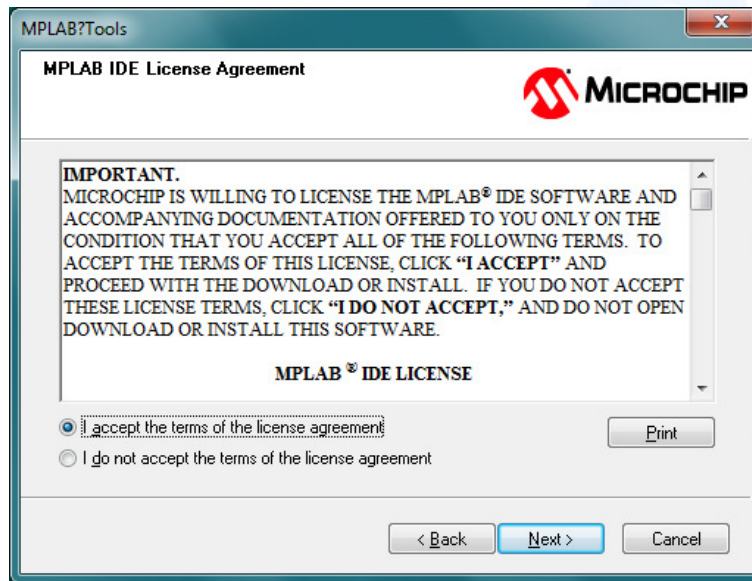 MPLAB?Tools
X
MPLAB IDE License Agreement
MICROCHIP
IMPORTANT.
MICROCHIP IS WILLING TO LICENSE THE MPLAB® IDE SOFTWARE AND
ACCOMPANYING DOCUMENTATION OFFERED TO YOU ONLY ON THE
CONDITION THAT YOU ACCEPT ALL OF THE FOLLOWING TERMS.  TO
ACCEPT THE TERMS OF THIS LICENSE, CLICK “I ACCEPT” AND
PROCEED WITH THE DOWNLOAD OR INSTALL.  IF YOU DO NOT ACCEPT
THESE LICENSE TERMS, CLICK “I DO NOT ACCEPT,” AND DO NOT OPEN
DOWNLOAD OR INSTALL THIS SOFTWARE.
MPLAB ® IDE LICENSE
I accept the terms of the license agreement
Print
I do not accept the terms of the license agreement
< Back Next > Cancel